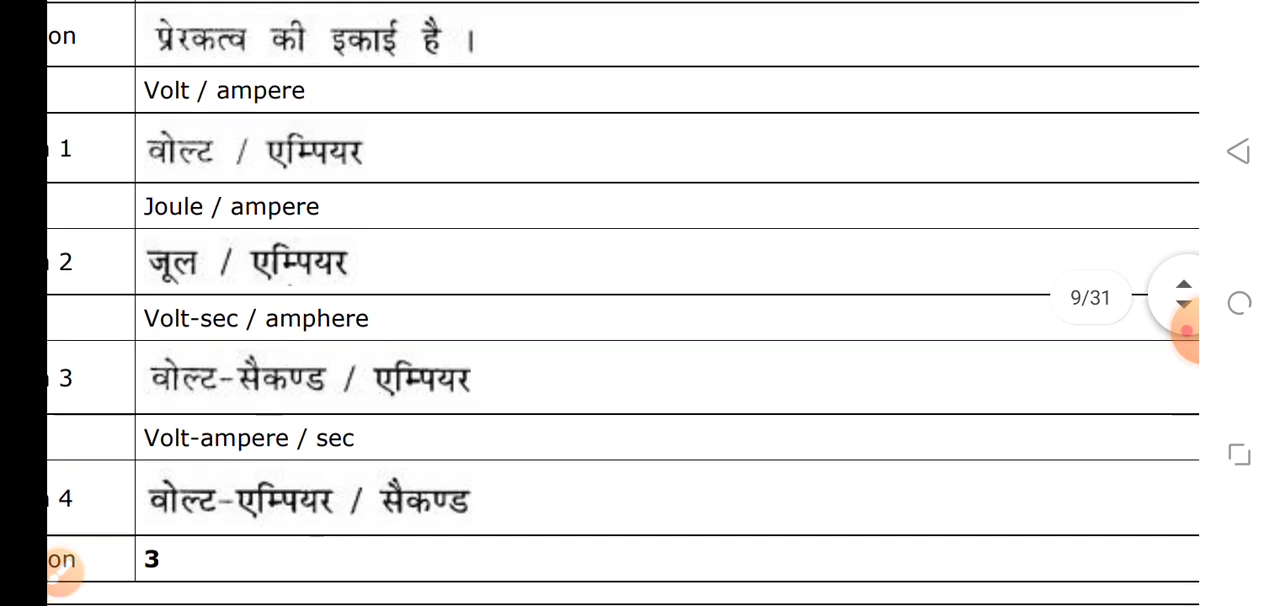 on प्रेरकत्व की इकाई है ।
Volt / ampere
1 वोल्ट / एम्पियर
Joule / ampere
2 जूल / एम्पियर
9/31
Volt-sec / amphere
3 वोल्ट-सैकण्ड / एम्पियर
Volt-ampere / sec
4 वोल्ट-एम्पियर / सैकण्ड
on 3